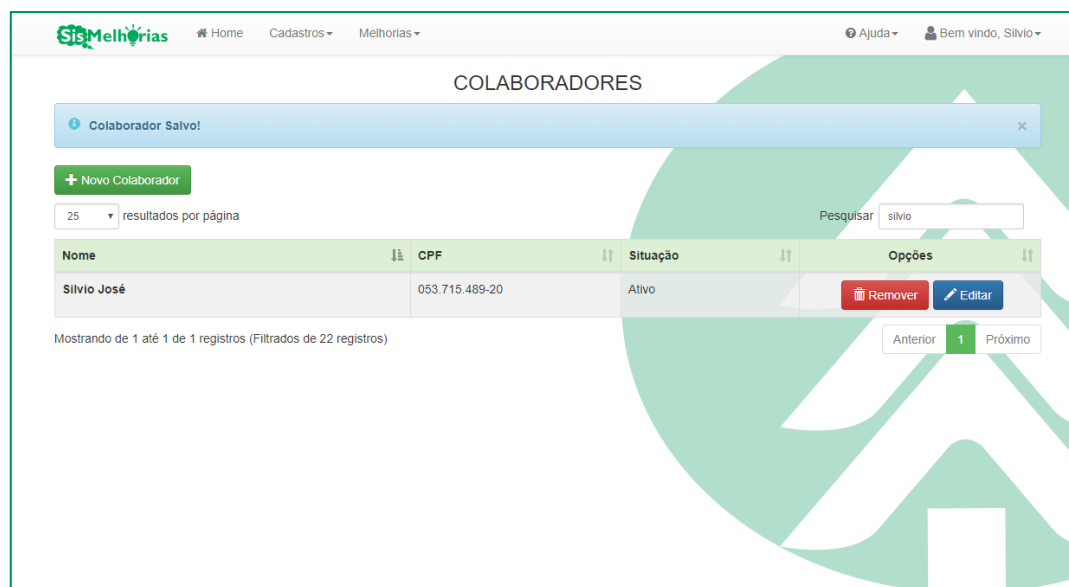 SisMelhorias Home Cadastros Melhorias Ajuda Bem vindo, Silvio
COLABORADORES
Colaborador Salvo! ×
+ Novo Colaborador
25 resultados por página Pesquisar silvio
Nome CPF Situação Opções
Silvio José 053.715.489-20 Ativo Remover Editar
Mostrando de 1 até 1 de 1 registros (Filtrados de 22 registros) Anterior 1 Próximo